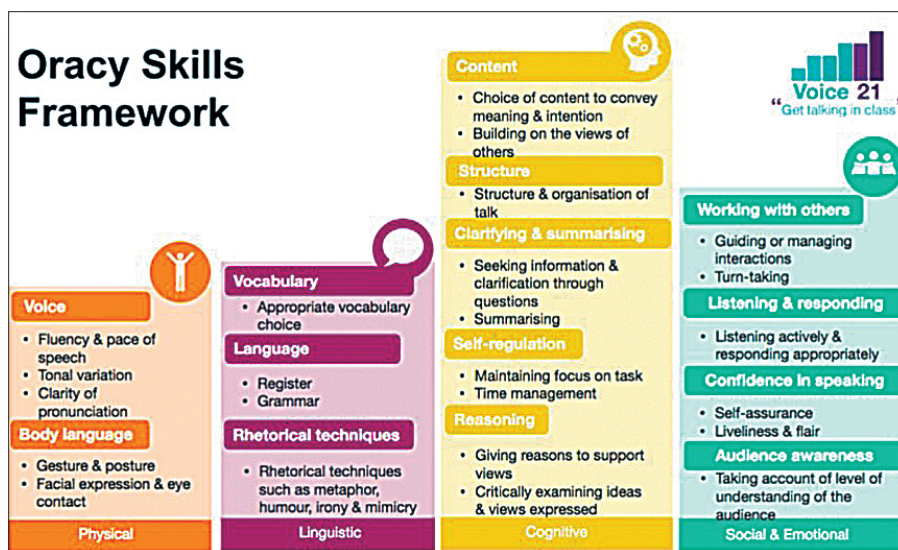 Oracy Skills
Framework
Voice 21
“Get talking in class”
Voice
• Fluency & pace of
speech
• Tonal variation
• Clarity of
pronunciation
Body language
• Gesture & posture
• Facial expression & eye
contact
Physical
Vocabulary
• Appropriate vocabulary
choice
Language
• Register
• Grammar
Rhetorical techniques
• Rhetorical techniques
such as metaphor,
humour, irony & mimicry
Linguistic
Content
• Choice of content to convey
meaning & intention
• Building on the views of
others
Structure
• Structure & organisation of
talk
Clarifying & summarising
• Seeking information &
clarification through
questions
• Summarising
Self-regulation
• Maintaining focus on task
• Time management
Reasoning
• Giving reasons to support
views
• Critically examining ideas
& views expressed
Cognitive
Working with others
• Guiding or managing
interactions
• Turn-taking
Listening & responding
• Listening actively &
responding appropriately
Confidence in speaking
• Self-assurance
• Liveliness & flair
Audience awareness
• Taking account of level of
understanding of the
audience
Social & Emotional